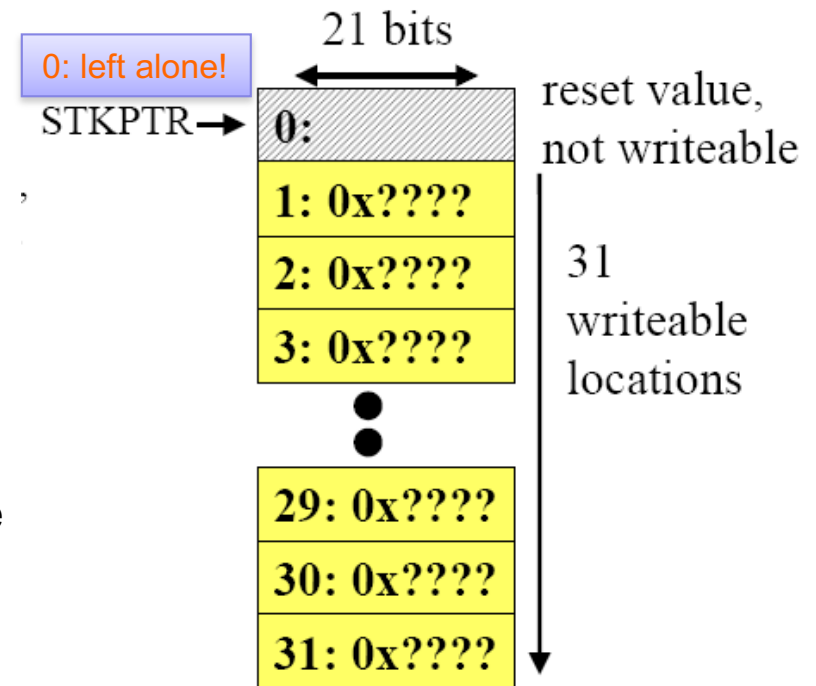 21 bits
0: left alone!
STKPTR
0:
reset value,
not writeable
,
1: 0x????
2: 0x????
3: 0x????
31
writeable
locations
29: 0x????
e
30: 0x????
31: 0x????